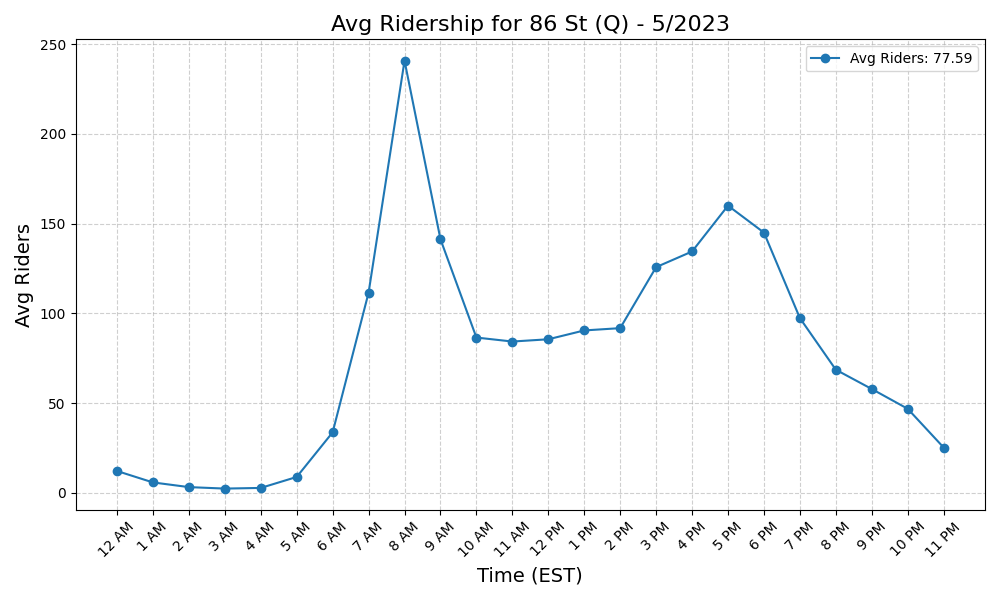 Avg Ridership for 86 St (Q) - 5/2023
Avg Riders: 77.59
Avg Riders
250
200
150
100
50
0
12 AM
1 AM
2 AM
3 AM
4 AM
5 AM
6 AM
7 AM
8 AM
9 AM
10 AM
11 AM
12 PM
1 PM
2 PM
3 PM
4 PM
5 PM
6 PM
7 PM
8 PM
9 PM
10 PM
11 PM
Time (EST)